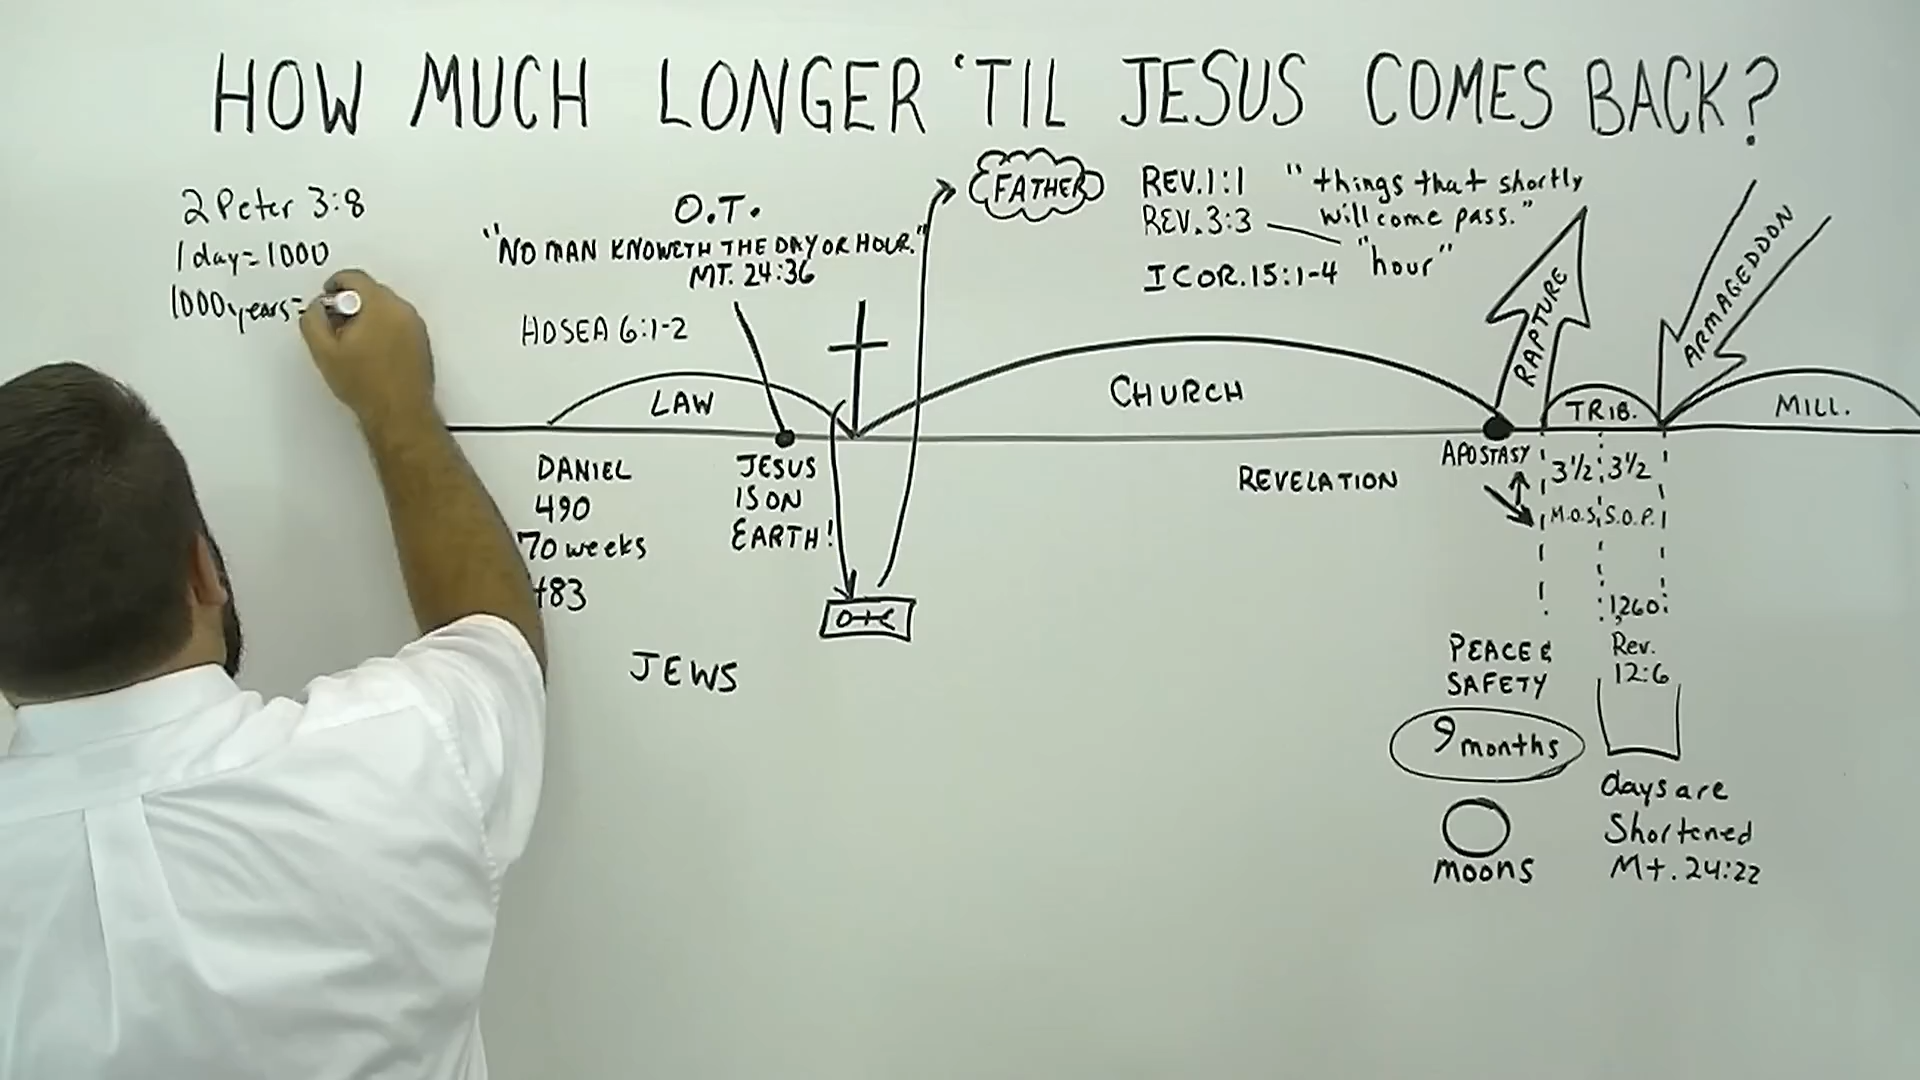 HOW MUCH LONGER 'TIL JESUS COMES BACK?
2 Peter 3:8
1 day = 1000
1000 years =
O.T.
"NO MAN KNOWETH THE DAY OR HOUR."
MT. 24:36
HOSEA 6:1-2
FATHER
REV. 1:1 "things that shortly
will come pass."
REV. 3:3 "hour"
I COR. 15:1-4
RAPTURE
ARMAGEDDON
LAW
CHURCH
TRIB.
MILL.
DANIEL
490
70 weeks
483
JESUS
IS ON
EARTH!
JEWS
REVELATION
APOSTASY
3½ 3½
M.O.S. S.O.P.
1,260
Rev.
12:6
PEACE &
SAFETY
9 months
moons
days are
Shortened
Mt. 24:22